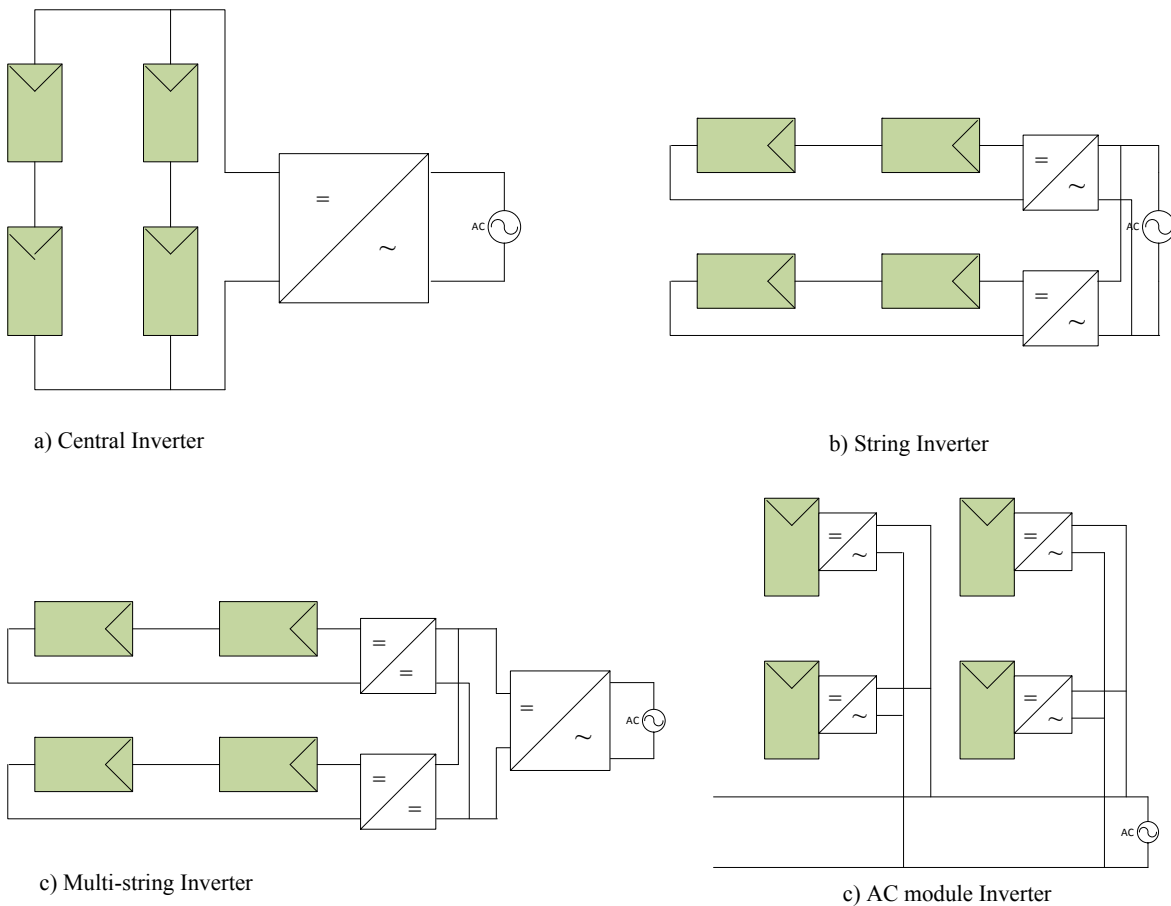 =
~
AC
a) Central Inverter
=
~
AC
=
~
b) String Inverter
=
=
=
=
=
~
AC
c) Multi-string Inverter
=
~
=
~
=
~
=
~
AC
c) AC module Inverter